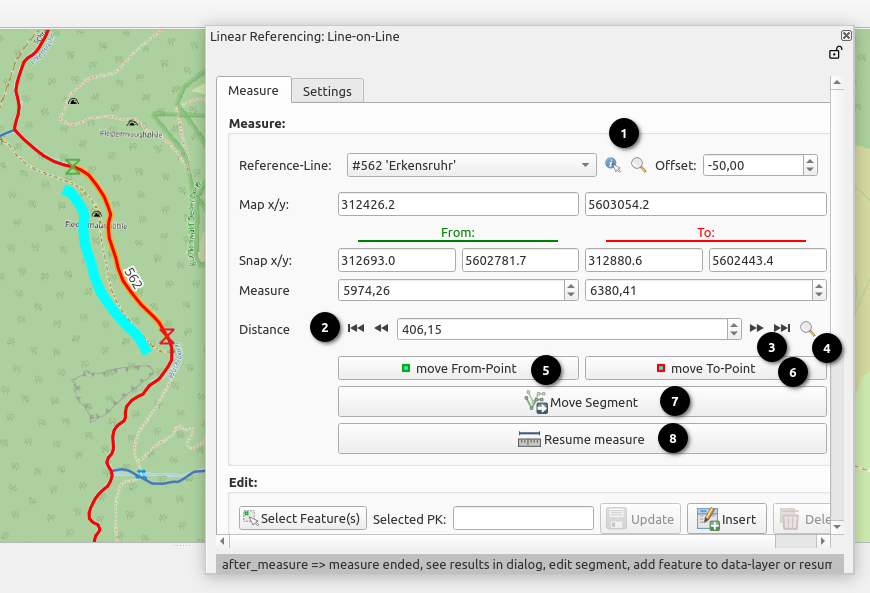 Linear Referencing: Line-on-Line
Measure
Settings
Measure:
1
Reference-Line:
#562 'Erkensruhr'
Offset:
-50,00
Map x/y:
312426.2
5603054.2
From:
To:
Snap x/y:
312693.0
5602781.7
312880.6
5602443.4
Measure
5974,26
6380,41
Distance
2
406,15
3
4
move From-Point
5
move To-Point
6
Move Segment
7
Resume measure
8
Edit:
Select Feature(s)
Selected PK:
Update
Insert
Dele
after_measure => measure ended, see results in dialog, edit segment, add feature to data-layer or resum
Fledermaushöhle
Fledermaushöhle
562